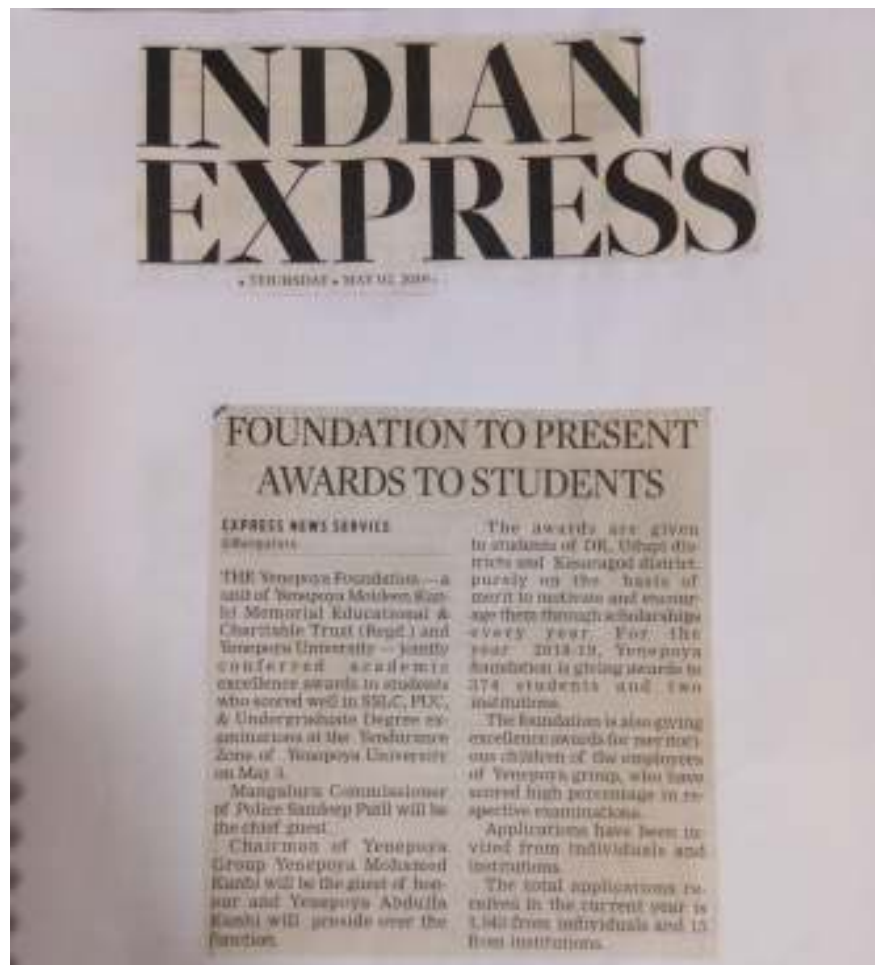 INDIAN
EXPRESS
THURSDAY • MAY 02, 2019
FOUNDATION TO PRESENT
AWARDS TO STUDENTS
EXPRESS NEWS SERVICE
THE Yenepoya Foundation — a
unit of Yenepoya Moideen Kun-
hi Memorial Educational &
Charitable Trust (Regd.) and
Yenepoya University — jointly
conferred academic
excellence awards to students
who scored well in SSLC, PUC,
& Undergraduate Degree ex-
aminations at the Yendurance
Zone of Yenepoya University
on May 3.
Mangaluru Commissioner
of Police Sandeep Patil will be
the chief guest.
Chairman of Yenepoya
Group Yenepoya Mohamed
Kunhi will be the guest of hon-
our and Yenepoya Abdulla
Kunhi will preside over the
function.
The awards are given
to students of DK, Udupi dis-
tricts and Kasaragod district,
purely on the basis of
merit to motivate and encour-
age them through scholarships
every year. For the
year 2018-19, Yenepoya
foundation is giving awards to
374 students and two
institutions.
The foundation is also giving
excellence awards for meritori-
ous children of the employees
of Yenepoya group, who have
scored high percentage in re-
spective examinations.
Applications have been in-
vited from individuals and
institutions.
The total applications re-
ceived in the current year is
from individuals and 15
from institutions.